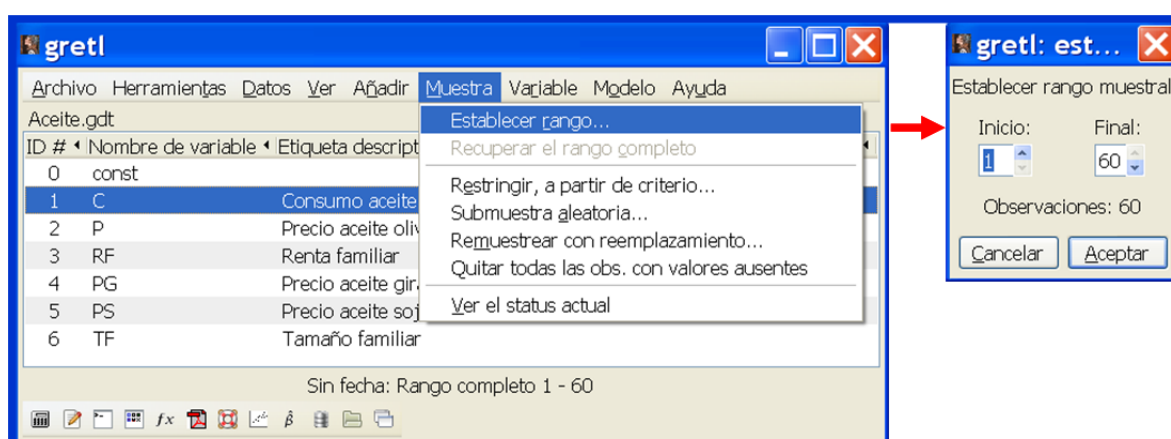 gretl
Archivo Herramientas Datos Ver Añadir Muestra Variable Modelo Ayuda
Aceite.gdt
ID # Nombre de variable Etiqueta descript
0 const
1 C Consumo aceite
2 P Precio aceite oliv
3 RF Renta familiar
4 PG Precio aceite gir
5 PS Precio aceite soj
6 TF Tamaño familiar
Establecer rango...
Recuperar el rango completo
Restringir, a partir de criterio...
Submuestra aleatoria...
Remuestrear con reemplazamiento...
Quitar todas las obs. con valores ausentes
Ver el status actual
Sin fecha: Rango completo 1 - 60
fx β̂
gretl: est...
Establecer rango muestral
Inicio: Final:
1 60
Observaciones: 60
Cancelar Aceptar